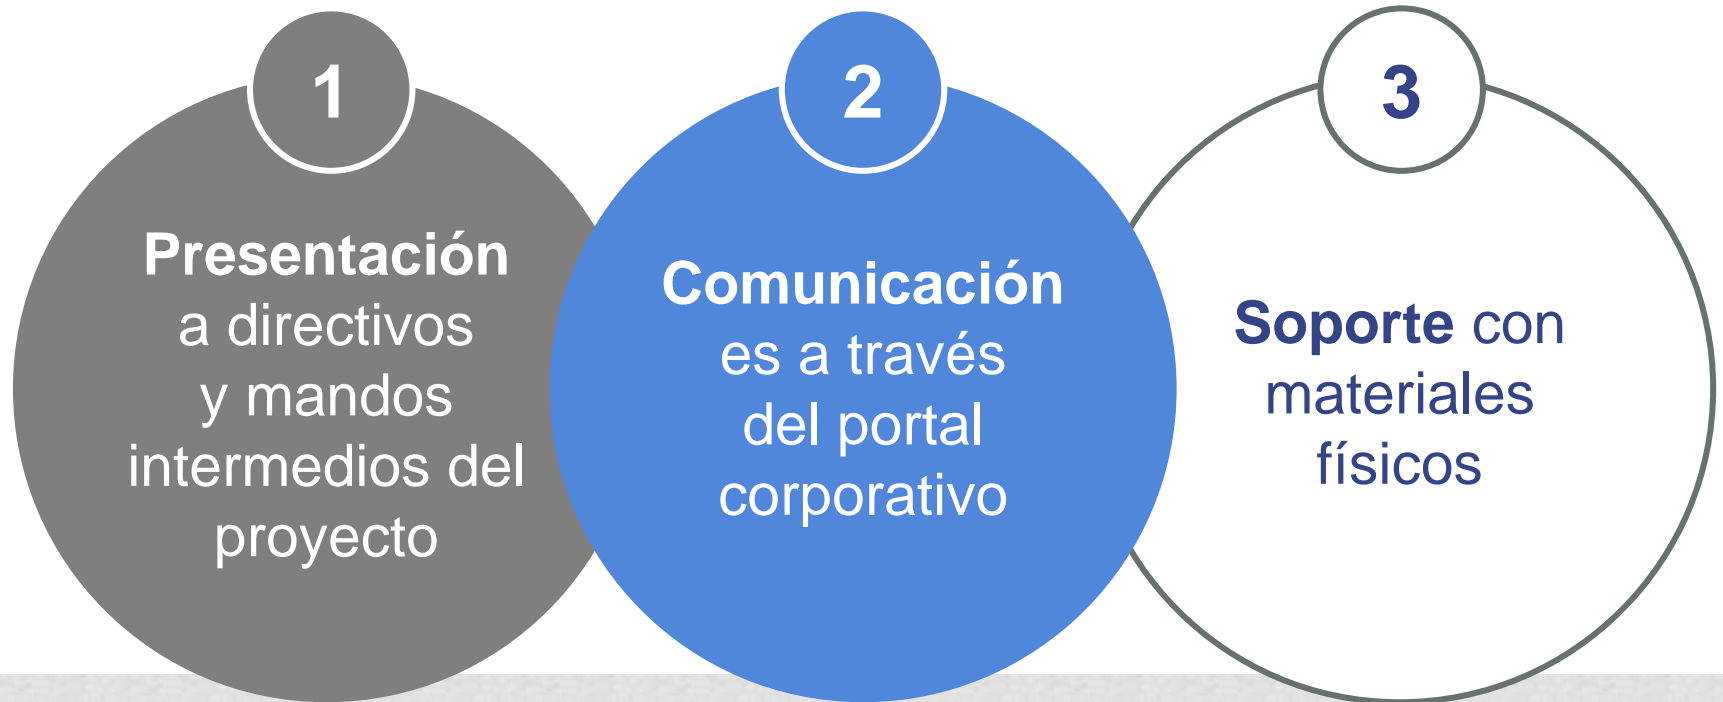 1
Presentación
a directivos
y mandos
intermedios del
proyecto
2
Comunicación
es a través
del portal
corporativo
3
Soporte con
materiales
físicos